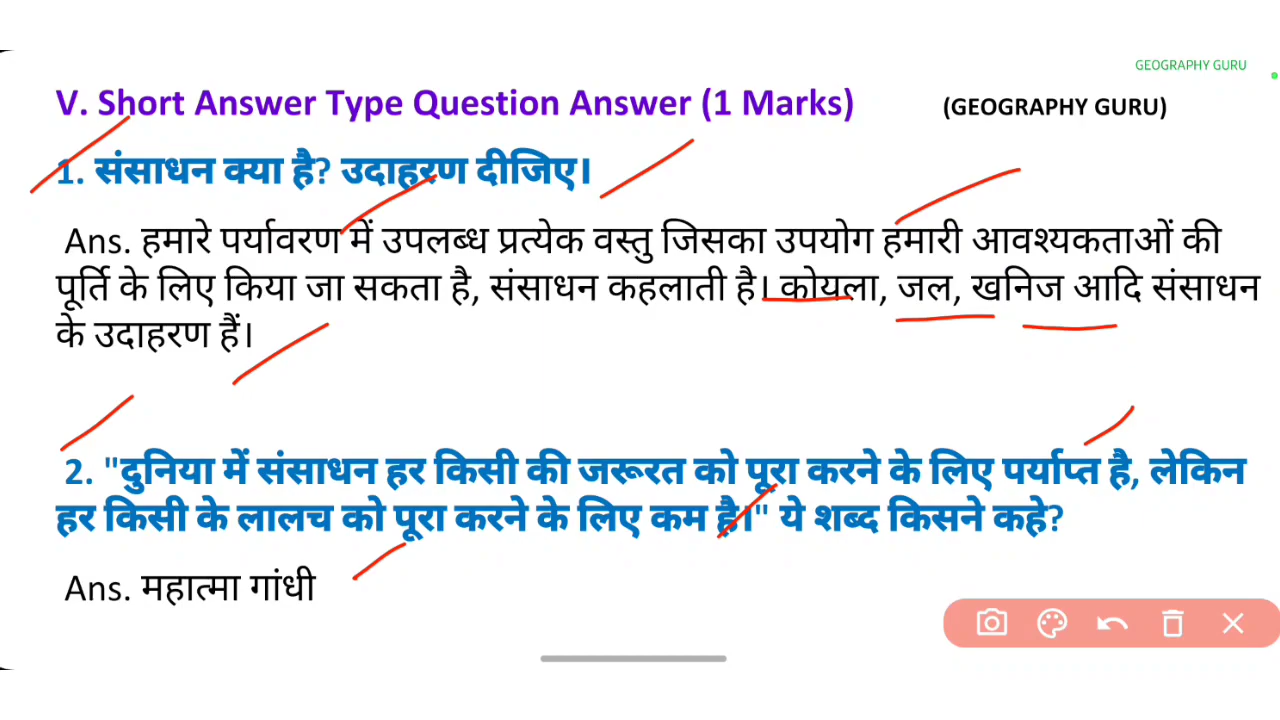 GEOGRAPHY GURU
V. Short Answer Type Question Answer (1 Marks) (GEOGRAPHY GURU)
1. संसाधन क्या है? उदाहरण दीजिए।
Ans. हमारे पर्यावरण में उपलब्ध प्रत्येक वस्तु जिसका उपयोग हमारी आवश्यकताओं की
पूर्ति के लिए किया जा सकता है, संसाधन कहलाती है। कोयला, जल, खनिज आदि संसाधन
के उदाहरण हैं।
2. "दुनिया में संसाधन हर किसी की जरूरत को पूरा करने के लिए पर्याप्त है, लेकिन
हर किसी के लालच को पूरा करने के लिए कम है।" ये शब्द किसने कहे?
Ans. महात्मा गांधी